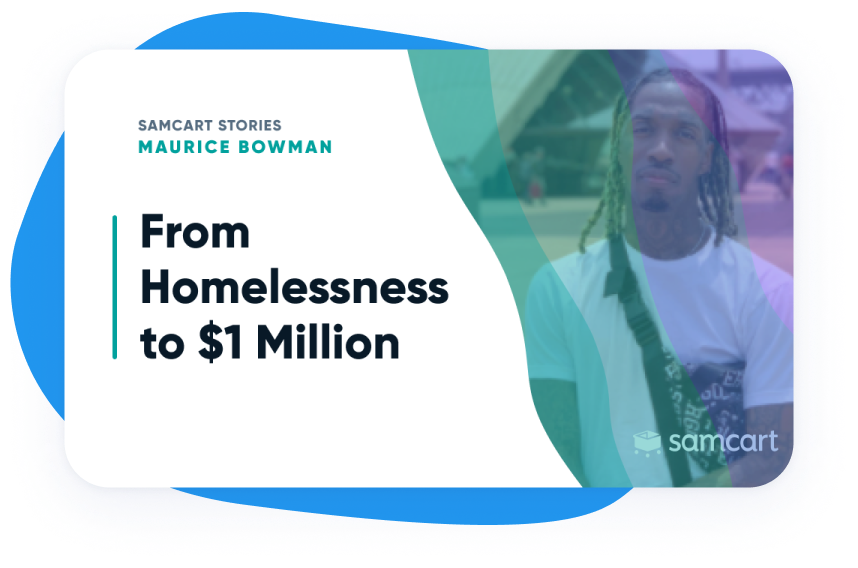 SAMCART STORIES
MAURICE BOWMAN
From
Homelessness
to $1 Million
samcart